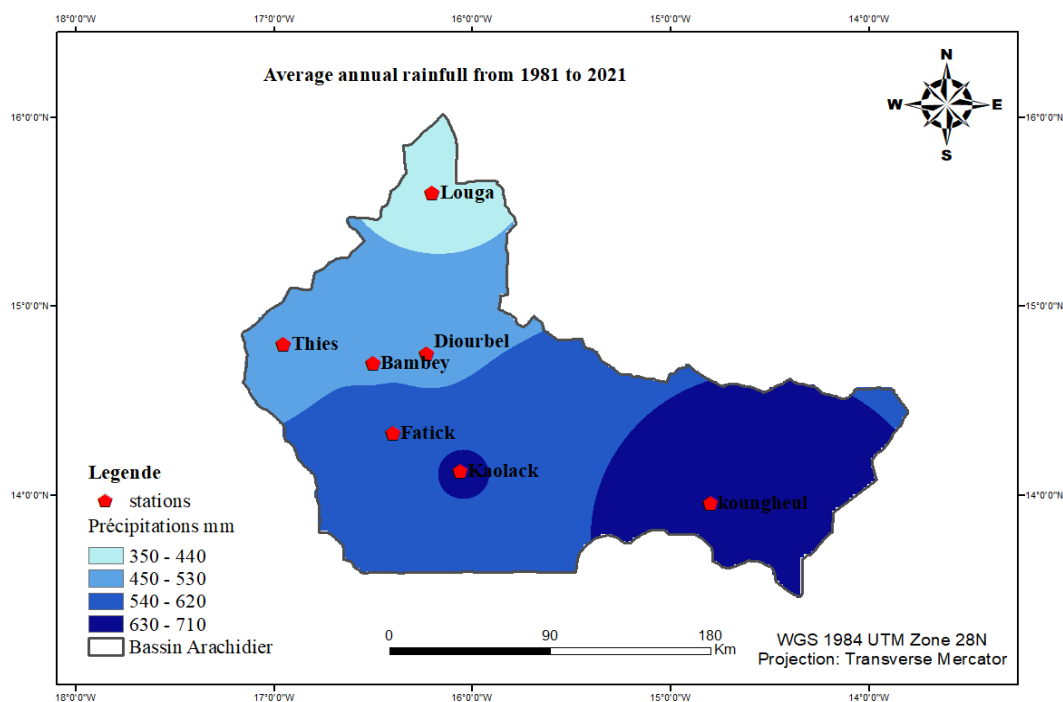 18°0'0"W 17°0'0"W 16°0'0"W 15°0'0"W 14°0'0"W
Average annual rainfull from 1981 to 2021
N
W E
S
16°0'0"N 16°0'0"N
Louga
15°0'0"N 15°0'0"N
Thies
Diourbel
Bambey
Fatick
Kaolack
koungheul
14°0'0"N 14°0'0"N
Legende
stations
Précipitations mm
350 - 440
450 - 530
540 - 620
630 - 710
Bassin Arachidier
0 90 180
Km
WGS 1984 UTM Zone 28N
Projection: Transverse Mercator
18°0'0"W 17°0'0"W 16°0'0"W 15°0'0"W 14°0'0"W